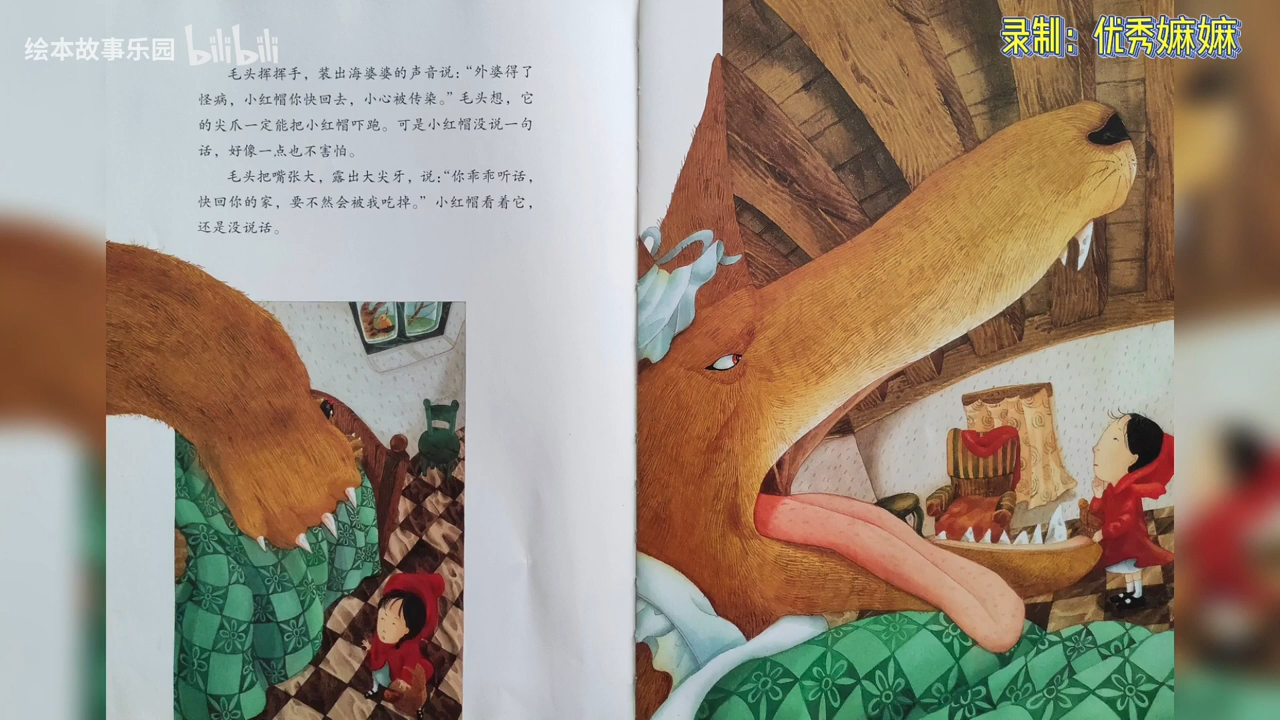 绘本故事乐园 bilibili
录制：优秀嫲嫲
毛头挥挥手，装出海婆婆的声音说：“外婆得了
怪病，小红帽你快回去，小心被传染。”毛头想，它
的尖爪一定能把小红帽吓跑。可是小红帽没说一句
话，好像一点也不害怕。
毛头把嘴张大，露出大尖牙，说：“你乖乖听话，
快回你的家，要不然会被我吃掉。”小红帽看着它，
还是没说话。